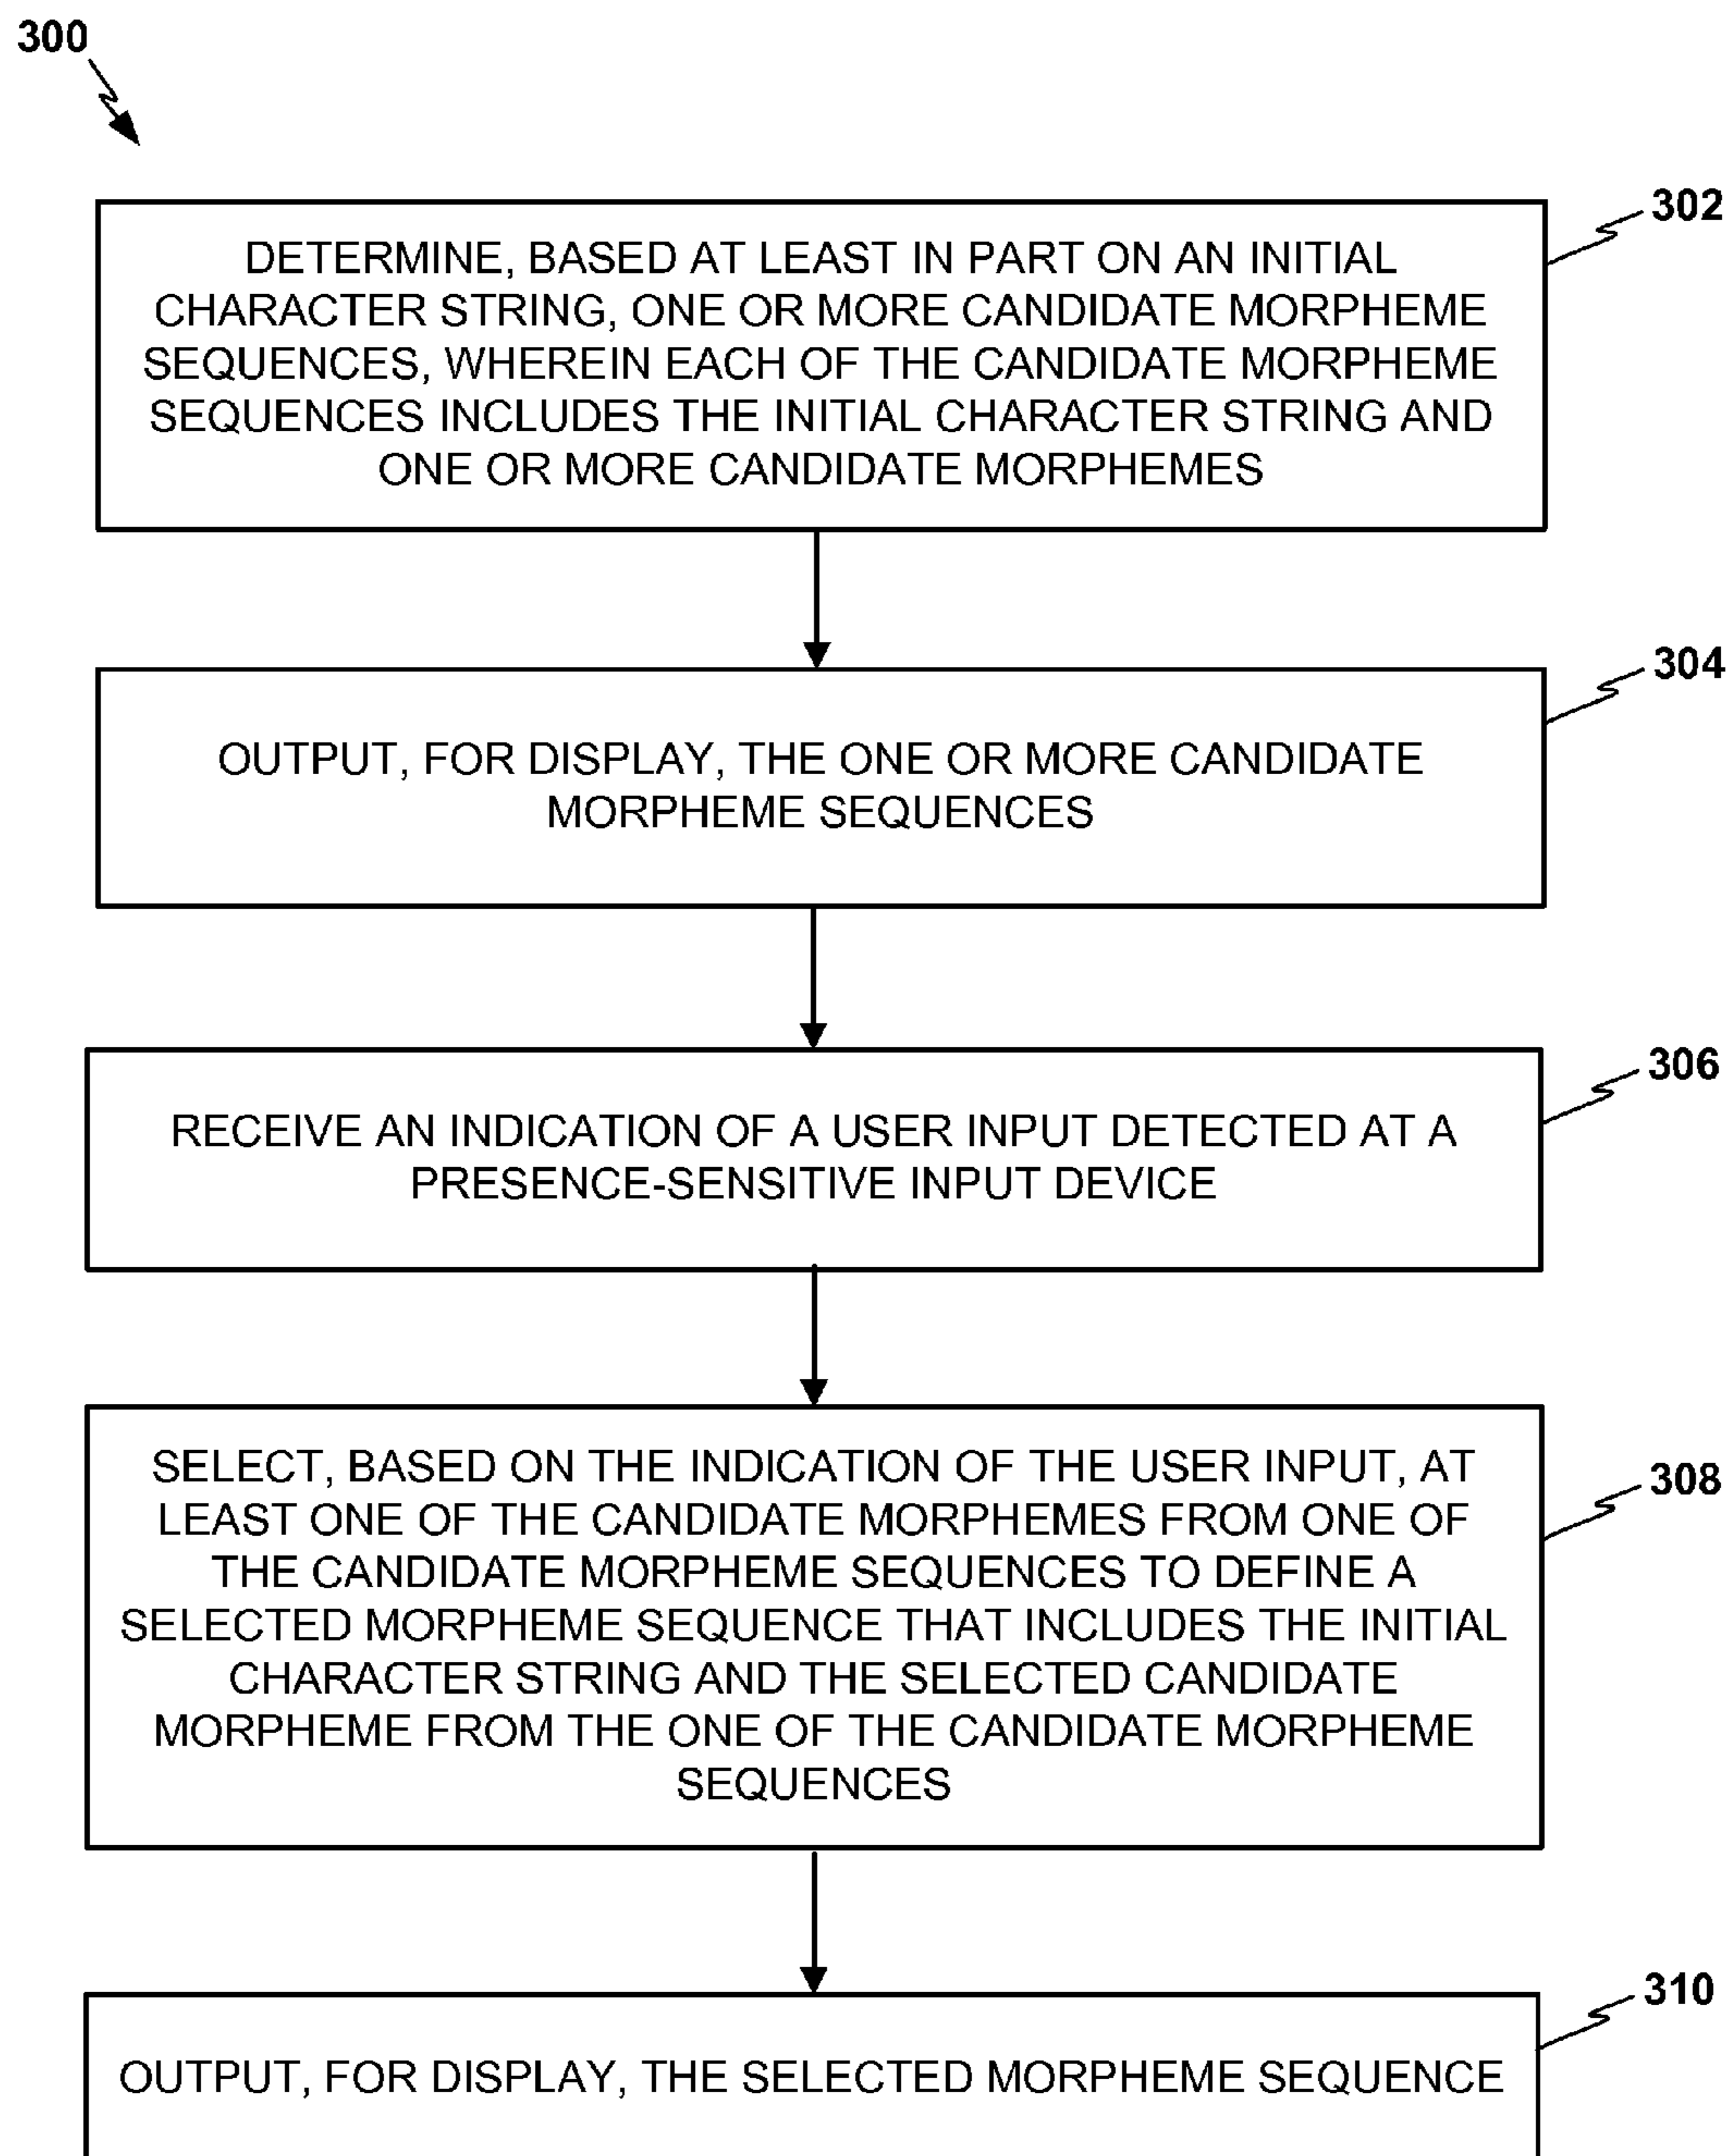 300
302
DETERMINE, BASED AT LEAST IN PART ON AN INITIAL
CHARACTER STRING, ONE OR MORE CANDIDATE MORPHEME
SEQUENCES, WHEREIN EACH OF THE CANDIDATE MORPHEME
SEQUENCES INCLUDES THE INITIAL CHARACTER STRING AND
ONE OR MORE CANDIDATE MORPHEMES
304
OUTPUT, FOR DISPLAY, THE ONE OR MORE CANDIDATE
MORPHEME SEQUENCES
306
RECEIVE AN INDICATION OF A USER INPUT DETECTED AT A
PRESENCE-SENSITIVE INPUT DEVICE
308
SELECT, BASED ON THE INDICATION OF THE USER INPUT, AT
LEAST ONE OF THE CANDIDATE MORPHEMES FROM ONE OF
THE CANDIDATE MORPHEME SEQUENCES TO DEFINE A
SELECTED MORPHEME SEQUENCE THAT INCLUDES THE INITIAL
CHARACTER STRING AND THE SELECTED CANDIDATE
MORPHEME FROM THE ONE OF THE CANDIDATE MORPHEME
SEQUENCES
310
OUTPUT, FOR DISPLAY, THE SELECTED MORPHEME SEQUENCE